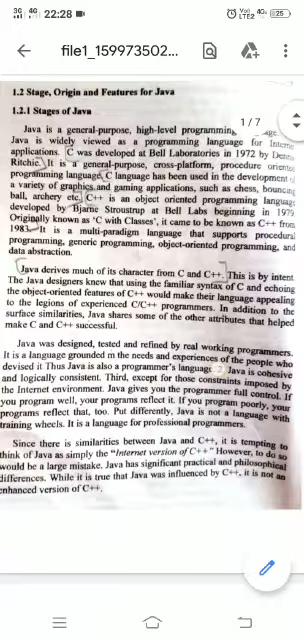 3G 4G 22:28 Vo) LTE2 4G 25
file1_159973502...
1 / 7
1.2 Stage, Origin and Features for Java
1.2.1 Stages of Java
Java is a general-purpose, high-level programming age.
Java is widely viewed as a programming language for Internet
applications. C was developed at Bell Laboratories in 1972 by Dennis
Ritchie. It is a general-purpose, cross-platform, procedure oriented
programming language. C language has been used in the development of
a variety of graphics and gaming applications, such as chess, bouncing
ball, archery etc. C++ is an object oriented programming language
developed by Bjarne Stroustrup at Bell Labs beginning in 1979
Originally known as 'C with Classes', it came to be known as C++ from
1983. It is a multi-paradigm language that supports procedural
programming, generic programming, object-oriented programming, and
data abstraction.
Java derives much of its character from C and C++. This is by intent.
The Java designers knew that using the familiar syntax of C and echoing
the object-oriented features of C++ would make their language appealing
to the legions of experienced C/C++ programmers. In addition to the
surface similarities, Java shares some of the other attributes that helped
make C and C++ successful.
Java was designed, tested and refined by real working programmers.
It is a language grounded m the needs and experiences of the people who
devised it Thus Java is also a programmer's language. Java is cohesive
and logically consistent. Third, except for those constraints imposed by
the Internet environment. Java gives you the programmer full control. If
you program well, your programs reflect it. If you program poorly, your
programs reflect that, too. Put differently, Java is not a language with
training wheels. It is a language for professional programmers.
Since there is similarities between Java and C++, it is tempting to
think of Java as simply the "Internet version of C++" However, to do so
would be a large mistake. Java has significant practical and philosophical
differences. While it is true that Java was influenced by C++, it is not an
enhanced version of C++.